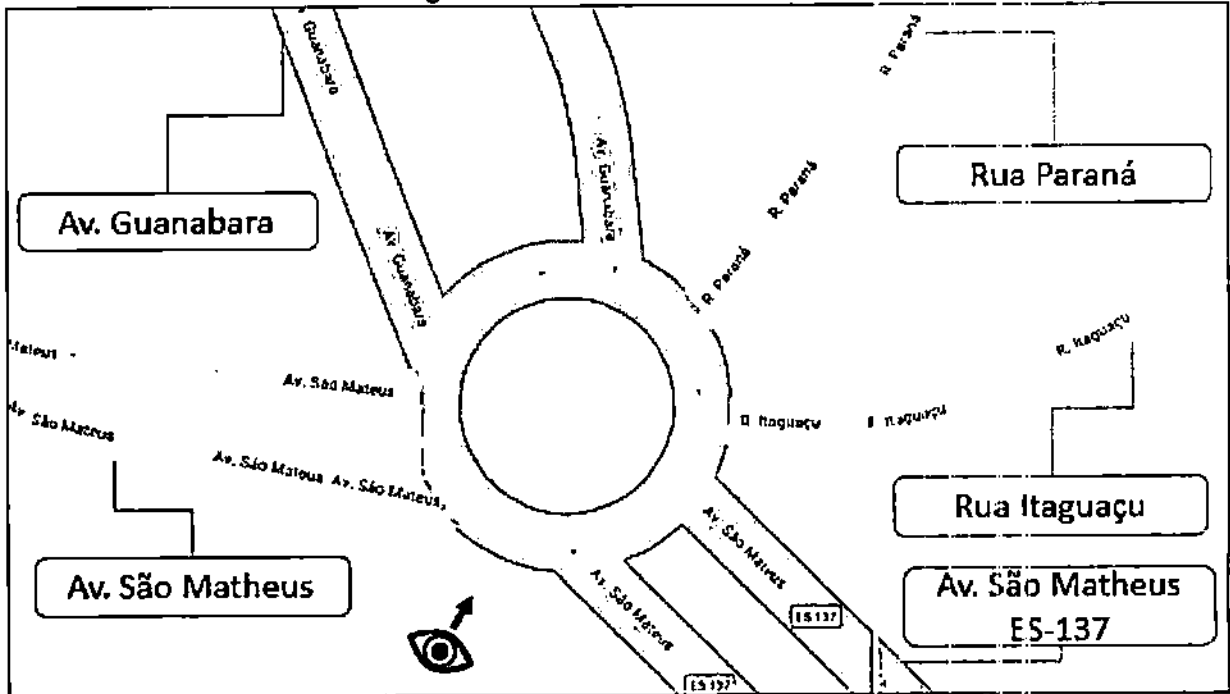 Guanabara
R. Paraná
Av. Guanabara
Rua Paraná
R. Paraná
Av. Guanabara
Av. Guanabara
R. Paraná
Mateus
Av. São Mateus
R. Itaguaçu
Av. São Mateus
Itaguaçu
Itaguaçu
Av. São Mateus Av. São Mateus
Rua Itaguaçu
Av. São Mateus
Av. São Matheus
Av. São Mateus
Av. São Matheus
ES-137
ES 137
ES 137